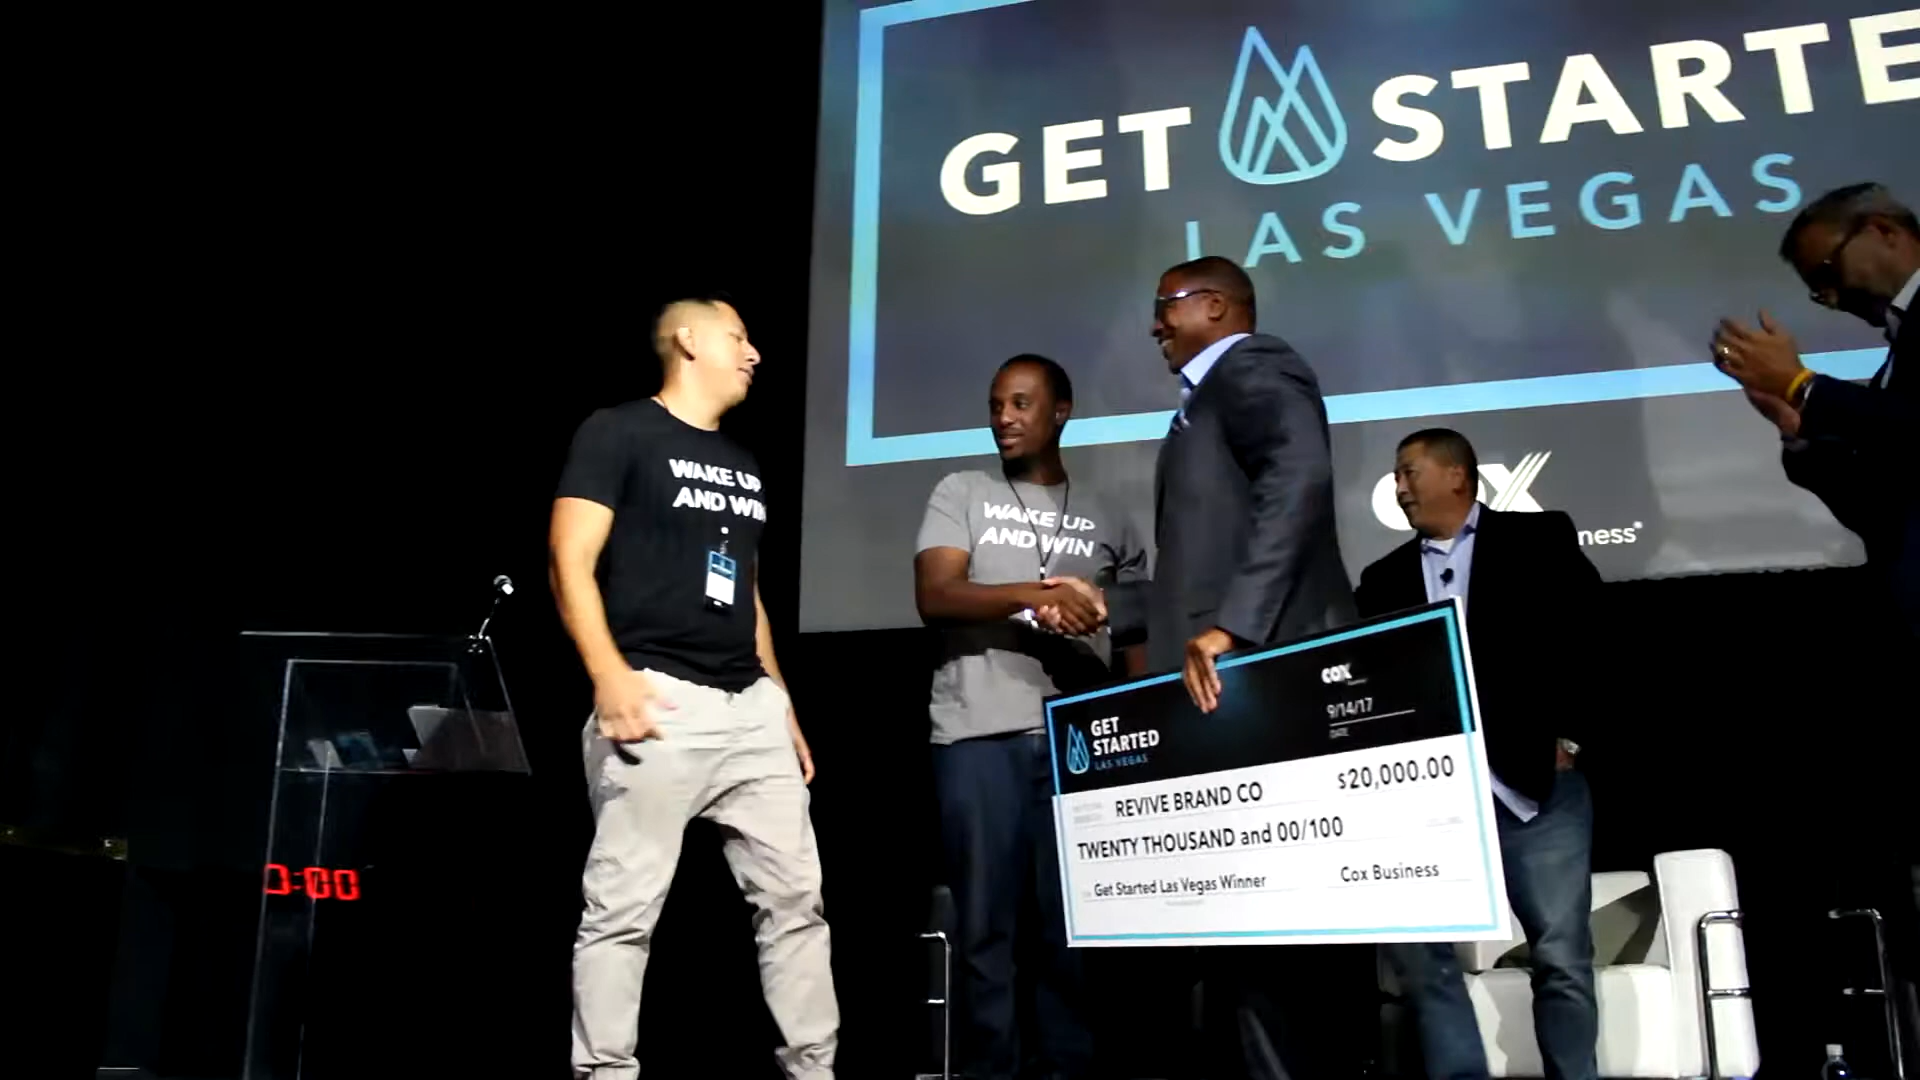 GET STARTE
LAS VEGAS
COX
ness®
WAKE UP
AND WIN
WAKE UP
AND WIN
COX
9/14/17
DATE
GET
STARTED
LAS VEGAS
REVIVE BRAND CO
$20,000.00
TWENTY THOUSAND and 00/100
Get Started Las Vegas Winner
Cox Business
0:00